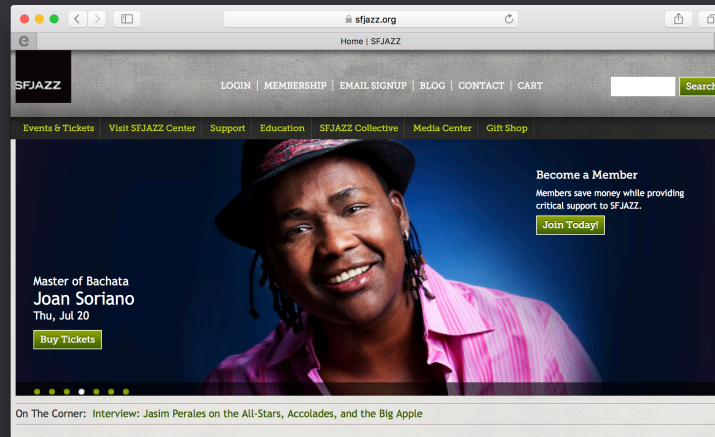 sfjazz.org
Home | SFJAZZ
SFJAZZ
LOGIN | MEMBERSHIP | EMAIL SIGNUP | BLOG | CONTACT | CART
Search
Events & Tickets Visit SFJAZZ Center Support Education SFJAZZ Collective Media Center Gift Shop
Become a Member
Members save money while providing
critical support to SFJAZZ.
Join Today!
Master of Bachata
Joan Soriano
Thu, Jul 20
Buy Tickets
On The Corner: Interview: Jasim Perales on the All-Stars, Accolades, and the Big Apple